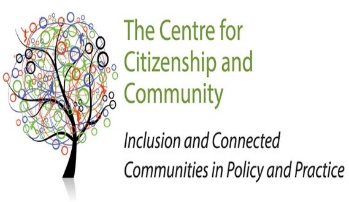 The Centre for
Citizenship and
Community
Inclusion and Connected
Communities in Policy and Practice